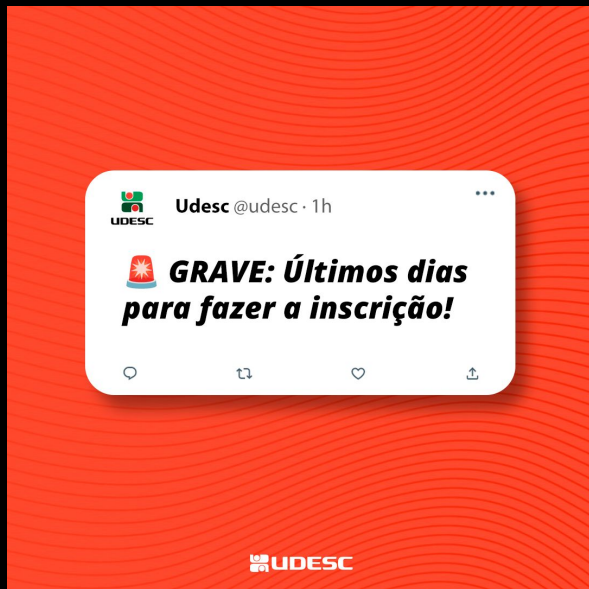 UDESC
Udesc @udesc · 1h
🚨 GRAVE: Últimos dias
para fazer a inscrição!
UDESC